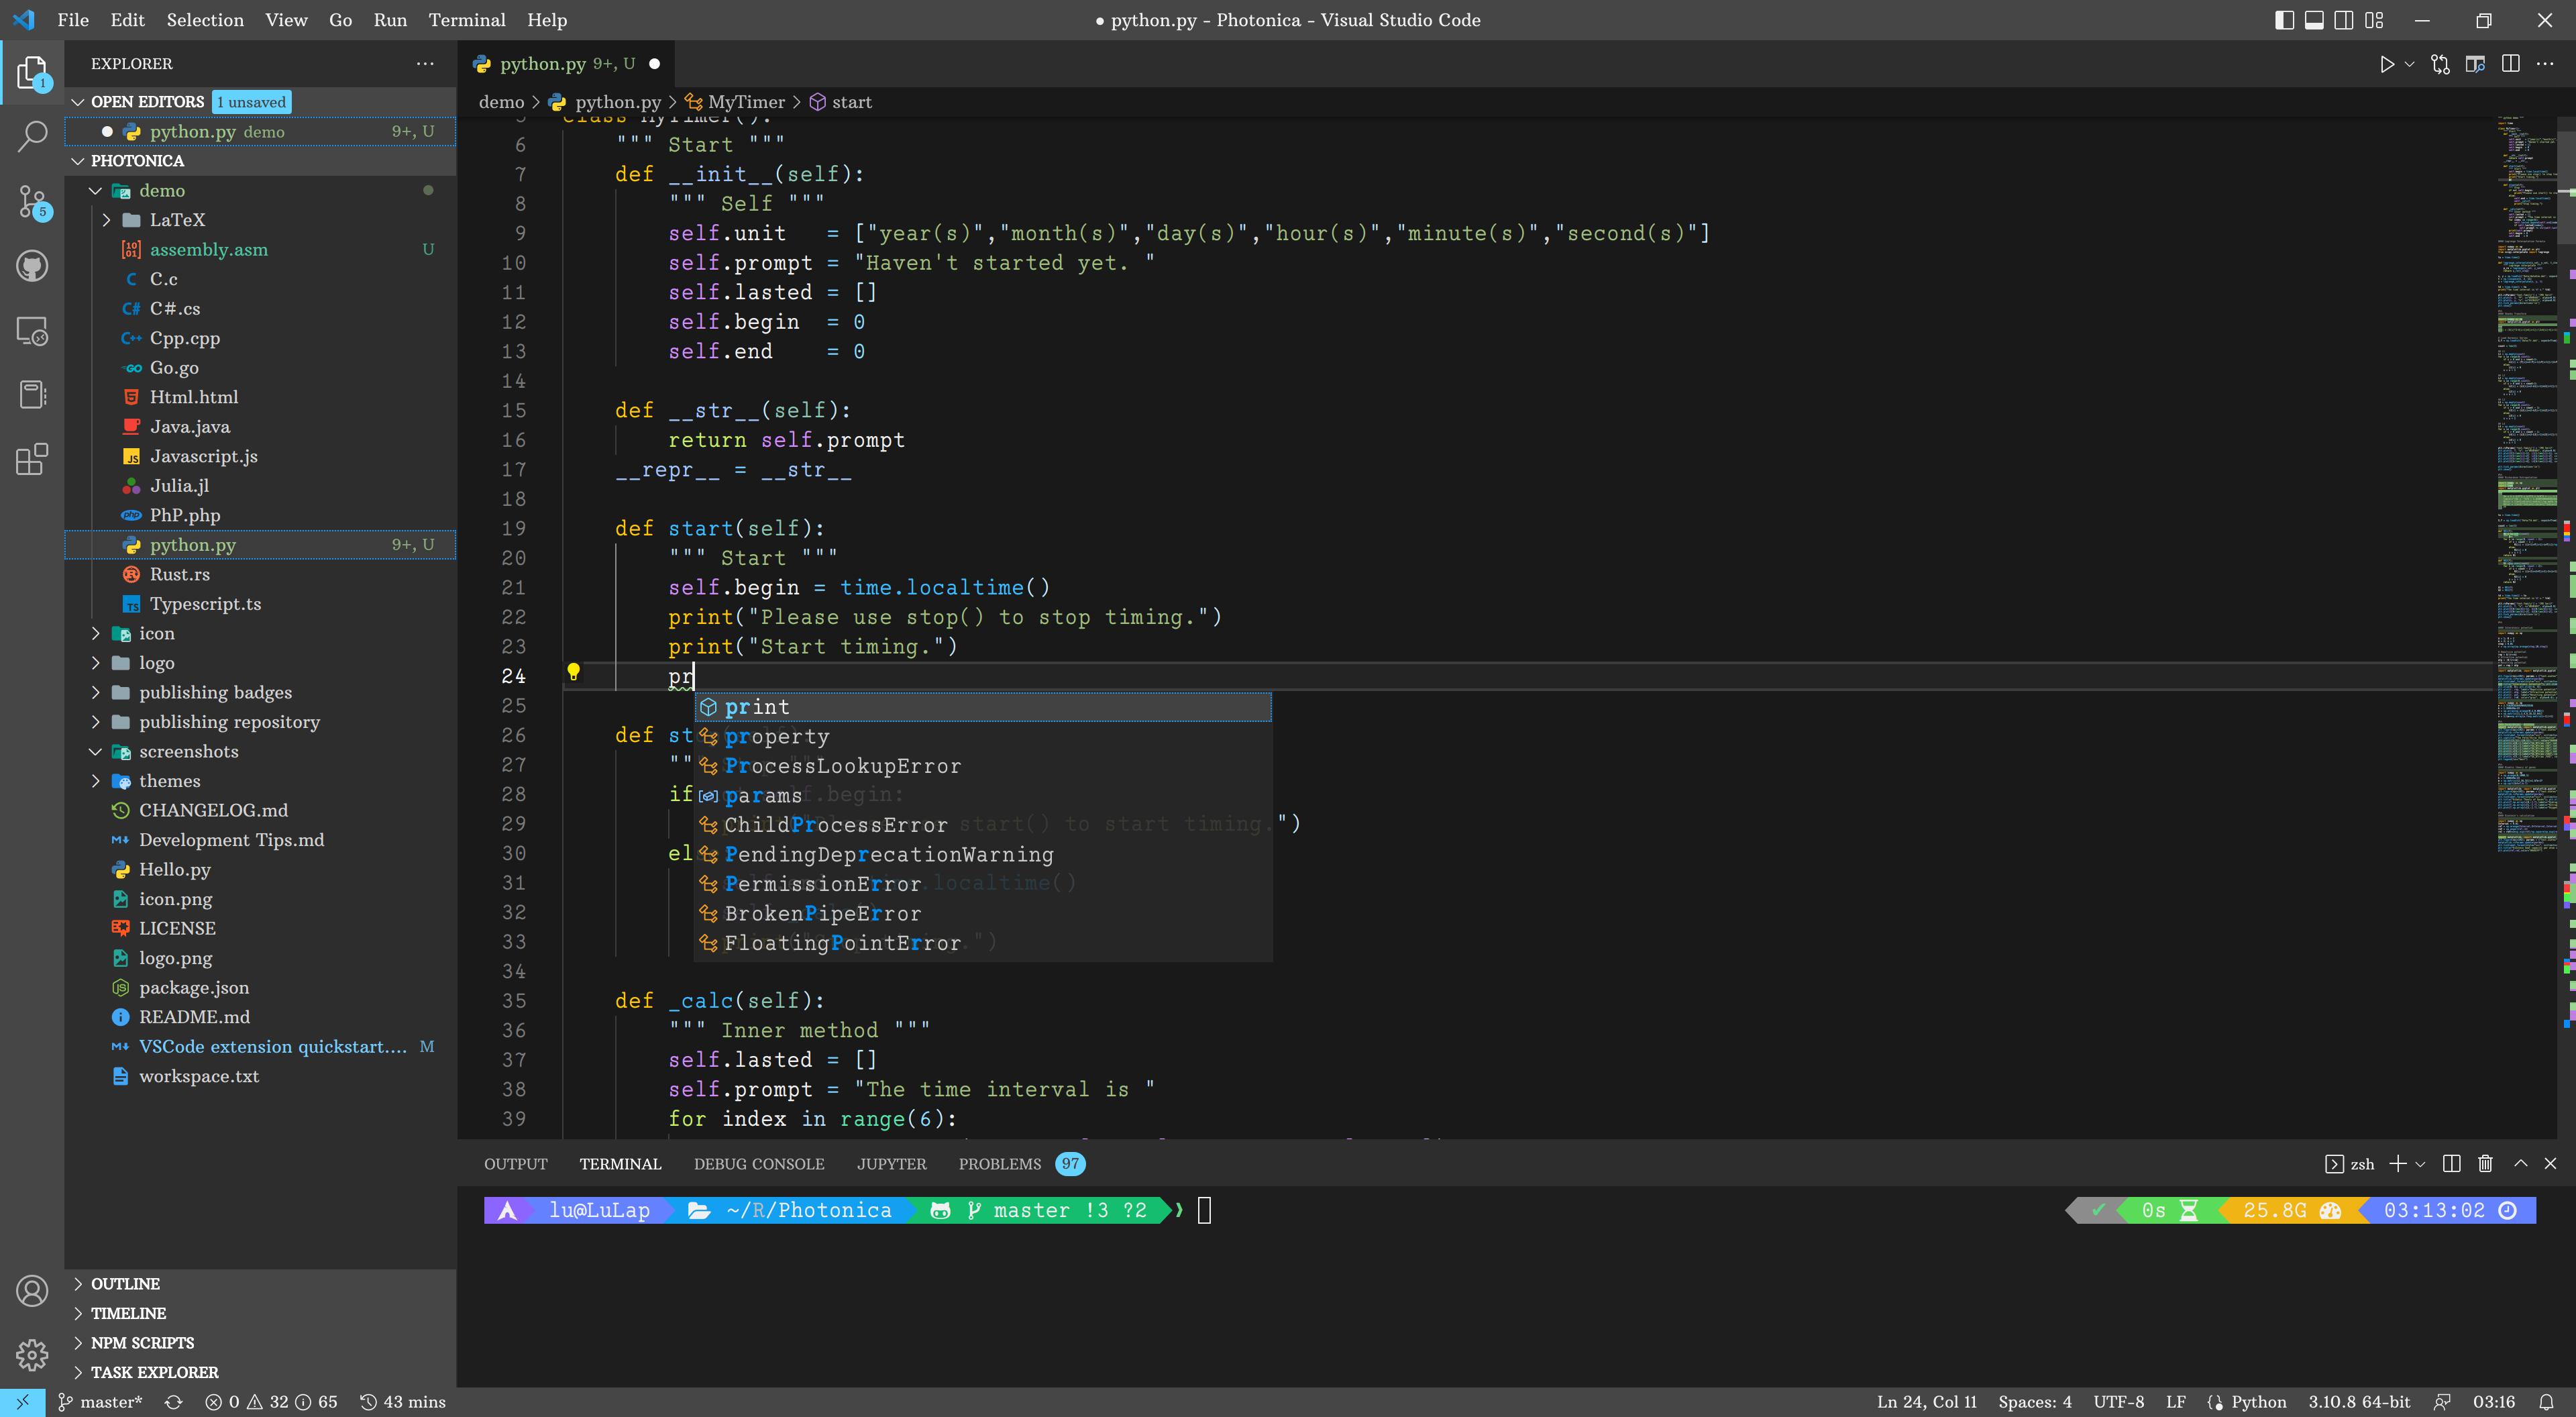 File Edit Selection View Go Run Terminal Help
● python.py - Photonica - Visual Studio Code
EXPLORER
OPEN EDITORS 1 unsaved
python.py demo 9+, U
PHOTONICA
demo
LaTeX
assembly.asm U
C.c
C#.cs
Cpp.cpp
Go.go
Html.html
Java.java
Javascript.js
Julia.jl
PhP.php
python.py 9+, U
Rust.rs
Typescript.ts
icon
logo
publishing badges
publishing repository
screenshots
themes
CHANGELOG.md
Development Tips.md
Hello.py
icon.png
LICENSE
logo.png
package.json
README.md
VSCode extension quickstart.... M
workspace.txt
OUTLINE
TIMELINE
NPM SCRIPTS
TASK EXPLORER
1
5
python.py 9+, U
demo > python.py > MyTimer > start
5 class MyTimer():
6 """ Start """
7 def __init__(self):
8 """ Self """
9 self.unit = ["year(s)","month(s)","day(s)","hour(s)","minute(s)","second(s)"]
10 self.prompt = "Haven't started yet. "
11 self.lasted = []
12 self.begin = 0
13 self.end = 0
14
15 def __str__(self):
16 return self.prompt
17 __repr__ = __str__
18
19 def start(self):
20 """ Start """
21 self.begin = time.localtime()
22 print("Please use stop() to stop timing.")
23 print("Start timing.")
24 pr
25
26 def st
27 ""
28 if self.begin:
29 start() to start timing.")
30 el
31 .localtime()
32
33 .")
34
35 def _calc(self):
36 """ Inner method """
37 self.lasted = []
38 self.prompt = "The time interval is "
39 for index in range(6):
print
property
ProcessLookupError
params
ChildProcessError
PendingDeprecationWarning
PermissionError
BrokenPipeError
FloatingPointError
OUTPUT TERMINAL DEBUG CONSOLE JUPYTER PROBLEMS 97
zsh
lu@LuLap ~/R/Photonica master !3 ?2
✔ 0s 25.8G 03:13:02
master* 0 32 65 43 mins
Ln 24, Col 11 Spaces: 4 UTF-8 LF Python 3.10.8 64-bit 03:16